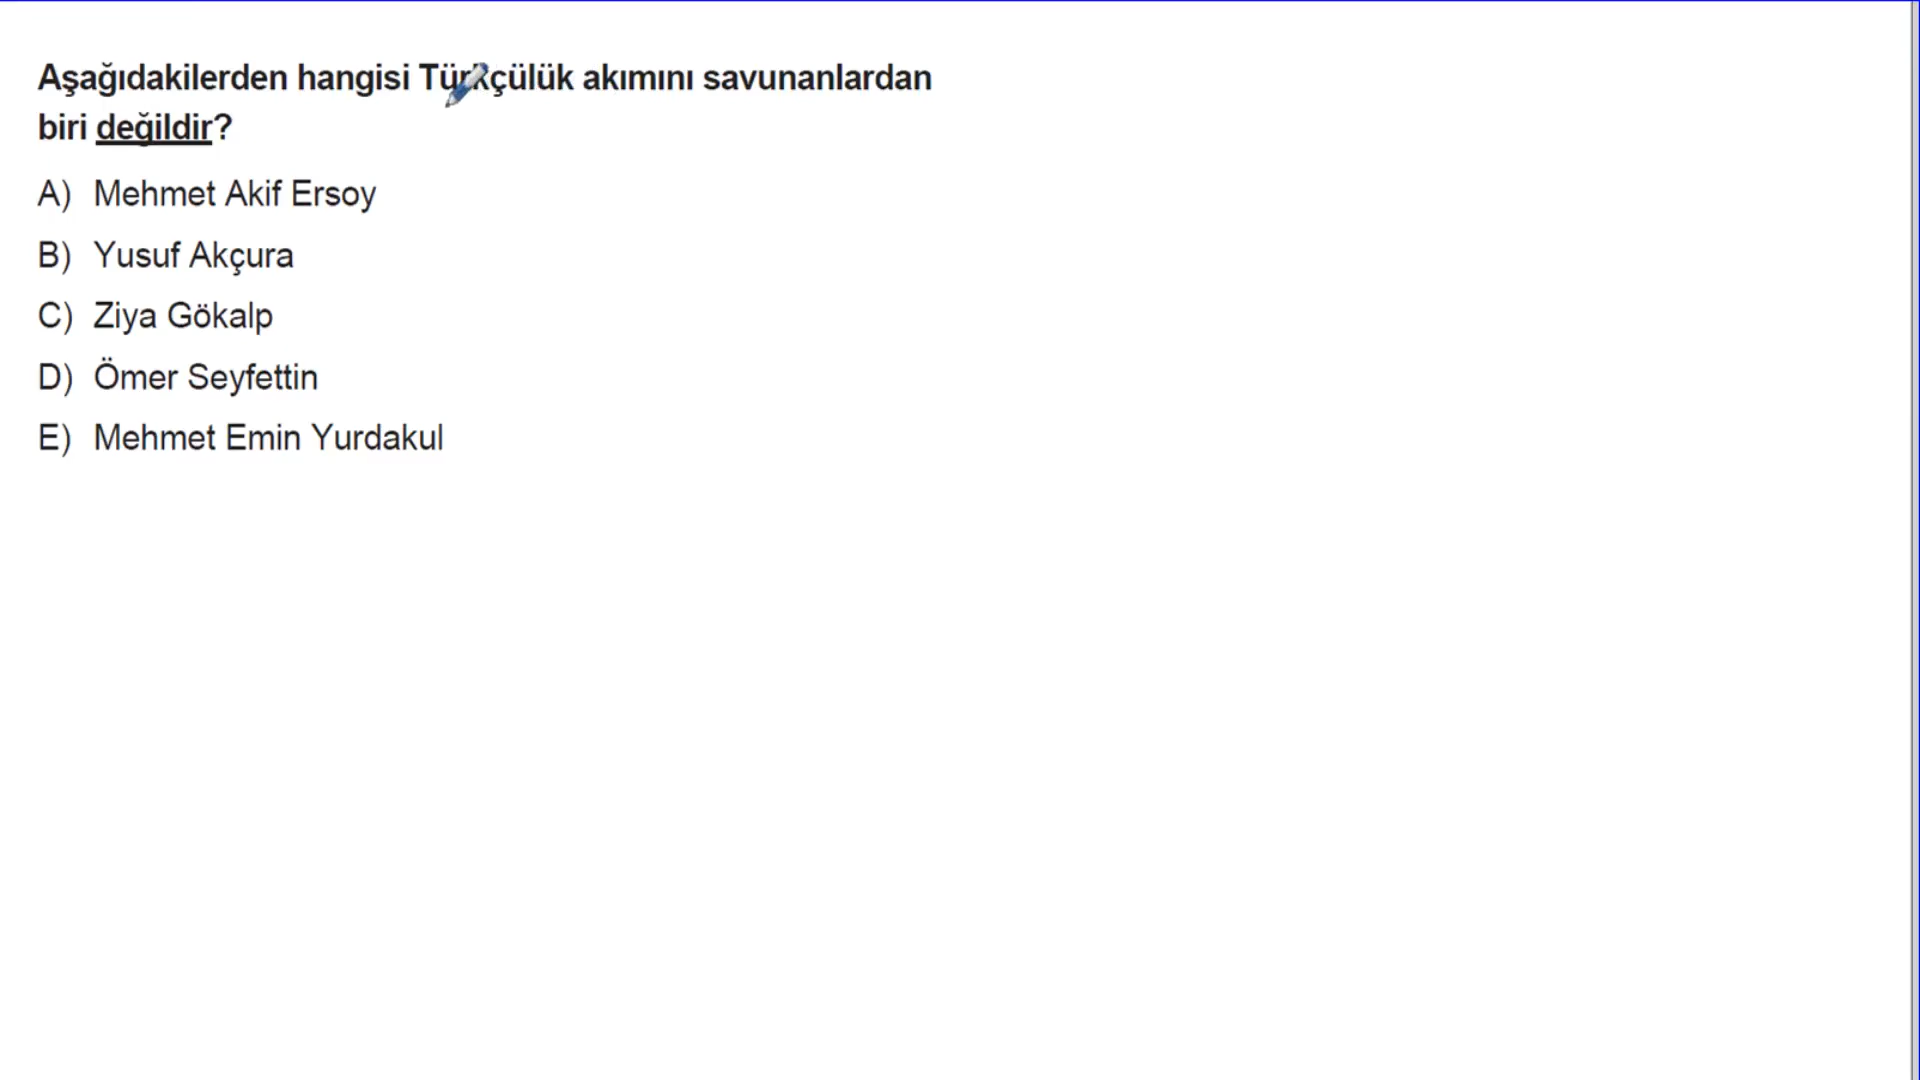 Aşağıdakilerden hangisi Türkçülük akımını savunanlardan
biri değildir?
A) Mehmet Akif Ersoy
B) Yusuf Akçura
C) Ziya Gökalp
D) Ömer Seyfettin
E) Mehmet Emin Yurdakul